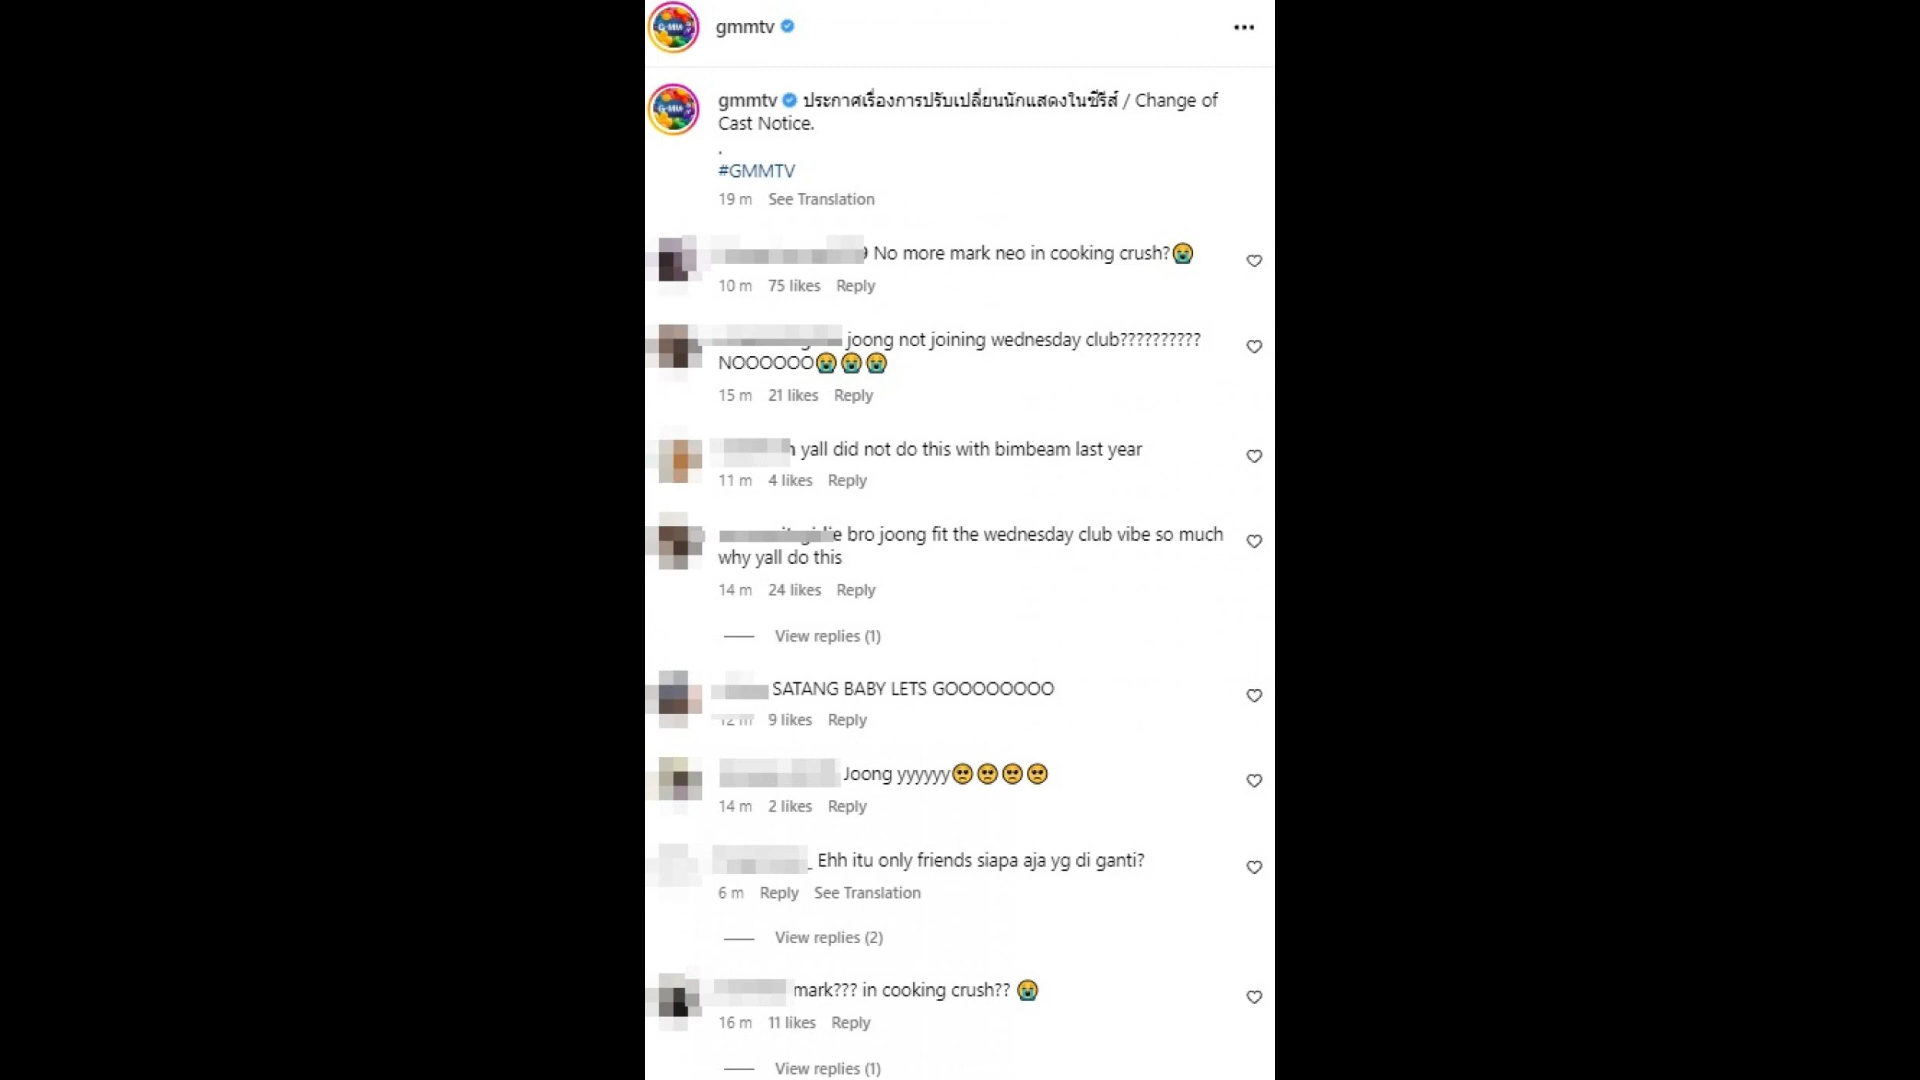 gmmtv
gmmtv ประกาศเรื่องการปรับเปลี่ยนนักแสดงในซีรีส์ / Change of
Cast Notice.
.
#GMMTV
19 m See Translation
No more mark neo in cooking crush?😭
10 m 75 likes Reply
joong not joining wednesday club??????????
NOOOOOO😭😭😭
15 m 21 likes Reply
yall did not do this with bimbeam last year
11 m 4 likes Reply
bro joong fit the wednesday club vibe so much
why yall do this
14 m 24 likes Reply
View replies (1)
SATANG BABY LETS GOOOOOOOO
12 m 9 likes Reply
Joong yyyyyy🥺🥺🥺🥺
14 m 2 likes Reply
Ehh itu only friends siapa aja yg di ganti?
6 m Reply See Translation
View replies (2)
mark??? in cooking crush?? 😭
16 m 11 likes Reply
View replies (1)